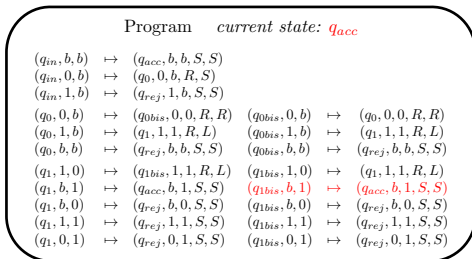 Program current state: q_acc
(q_in, b, b) ↦ (q_acc, b, b, S, S)
(q_in, 0, b) ↦ (q_0, 0, b, R, S)
(q_in, 1, b) ↦ (q_rej, 1, b, S, S)
(q_0, 0, b) ↦ (q_0bis, 0, 0, R, R) (q_0bis, 0, b) ↦ (q_0, 0, 0, R, R)
(q_0, 1, b) ↦ (q_1, 1, 1, R, L) (q_0bis, 1, b) ↦ (q_1, 1, 1, R, L)
(q_0, b, b) ↦ (q_rej, b, b, S, S) (q_0bis, b, b) ↦ (q_rej, b, b, S, S)
(q_1, 1, 0) ↦ (q_1bis, 1, 1, R, L) (q_1bis, 1, 0) ↦ (q_1, 1, 1, R, L)
(q_1, b, 1) ↦ (q_acc, b, 1, S, S) (q_1bis, b, 1) ↦ (q_acc, b, 1, S, S)
(q_1, b, 0) ↦ (q_rej, b, 0, S, S) (q_1bis, b, 0) ↦ (q_rej, b, 0, S, S)
(q_1, 1, 1) ↦ (q_rej, 1, 1, S, S) (q_1bis, 1, 1) ↦ (q_rej, 1, 1, S, S)
(q_1, 0, 1) ↦ (q_rej, 0, 1, S, S) (q_1bis, 0, 1) ↦ (q_rej, 0, 1, S, S)